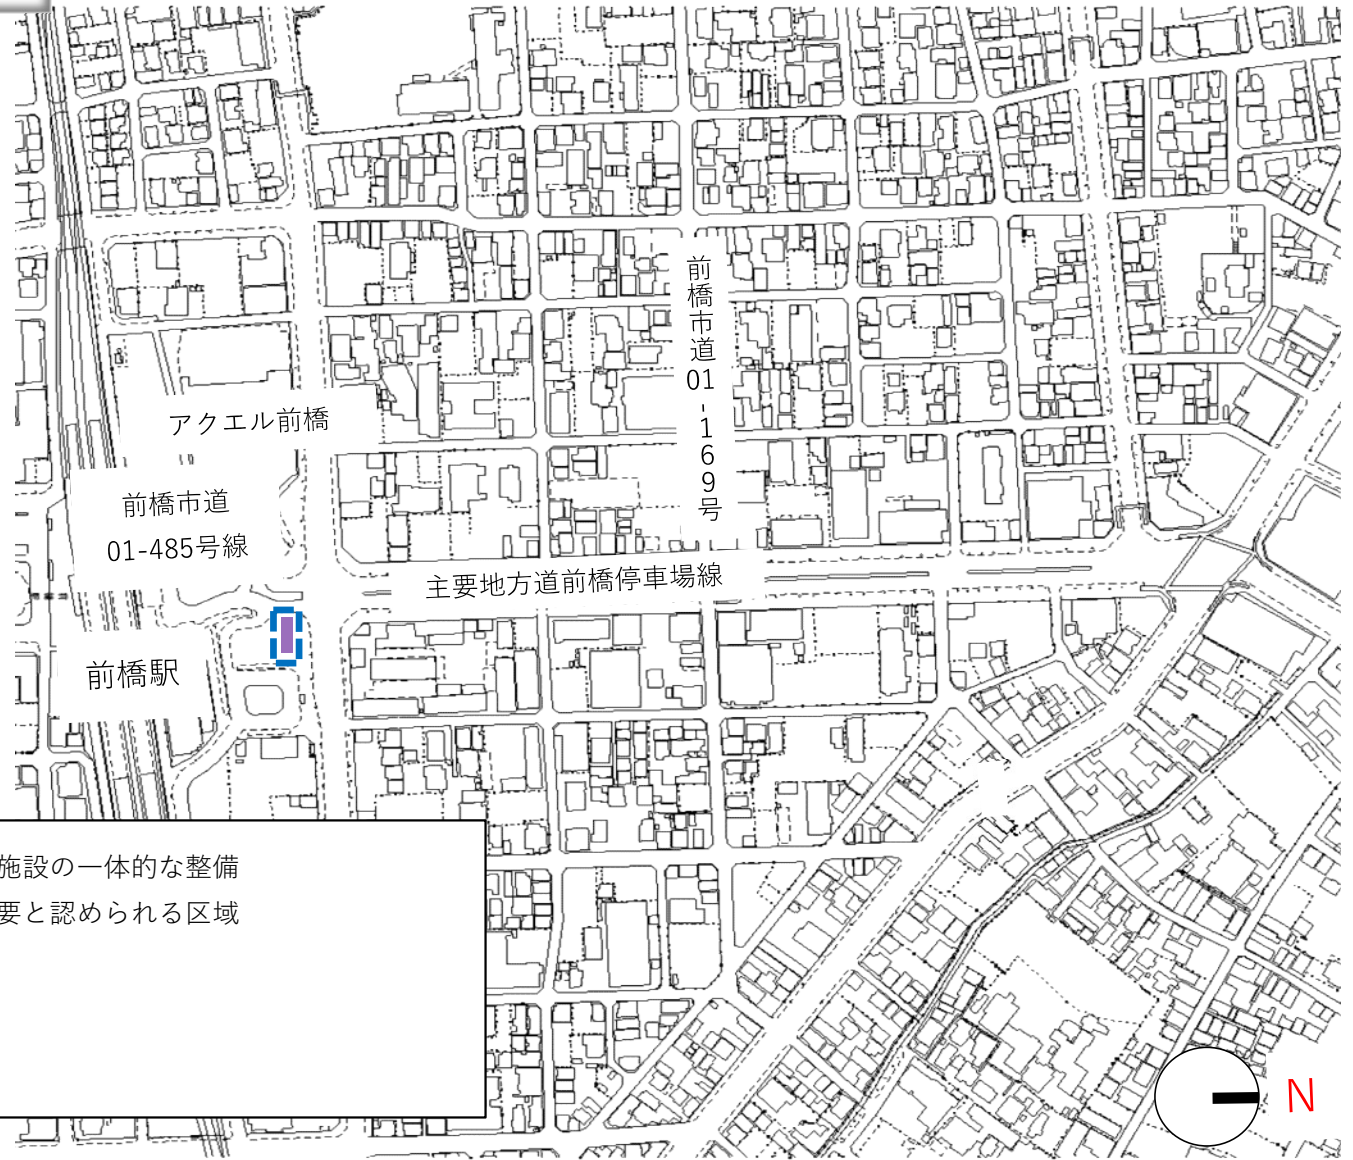 前橋市道01-169号
アクエル前橋
前橋市道
01-485号線
主要地方道前橋停車場線
前橋駅
施設の一体的な整備
要と認められる区域
N